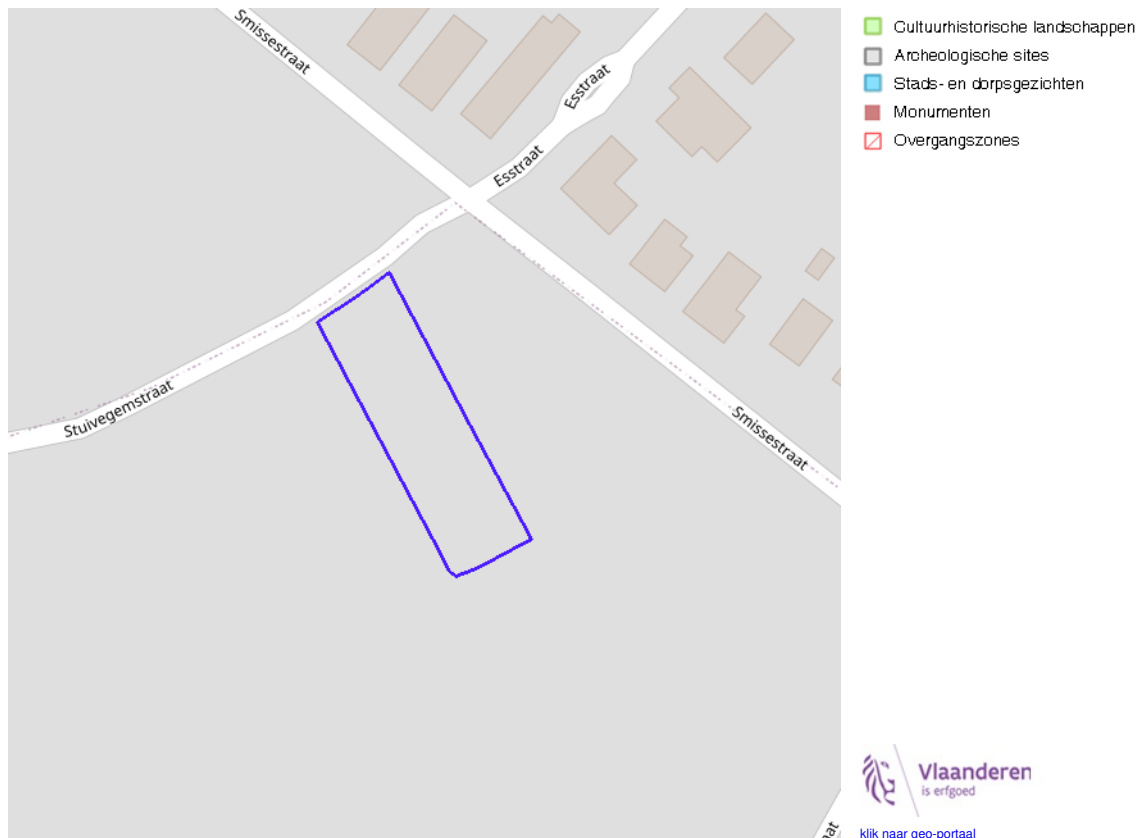 Smissestraat
Esstraat
Esstraat
Stuivegemstraat
Smissestraat
aat
Cultuurhistorische landschappen
Archeologische sites
Stads- en dorpsgezichten
Monumenten
Overgangszones
Vlaanderen
is erfgoed
klik naar geo-portaal